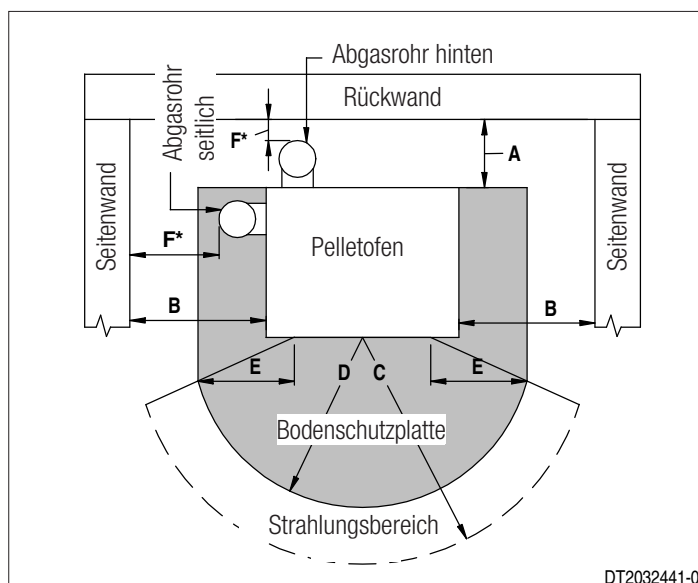 Abgasrohr hinten
Abgasrohr
seitlich
Rückwand
F*
A
Seitenwand
Seitenwand
Pelletofen
F*
B
B
E
D
C
E
Bodenschutzplatte
Strahlungsbereich
DT2032441-0